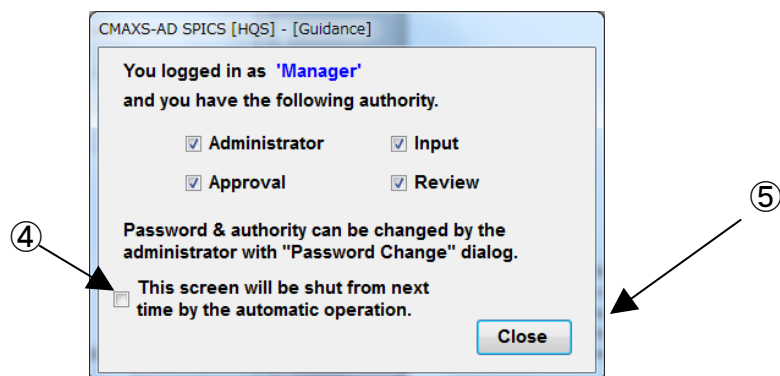 CMAXS-AD SPICS [HQS] - [Guidance]
You logged in as 'Manager'
and you have the following authority.
Administrator Input
Approval Review
⑤
④
Password & authority can be changed by the
administrator with "Password Change" dialog.
This screen will be shut from next
time by the automatic operation.
Close